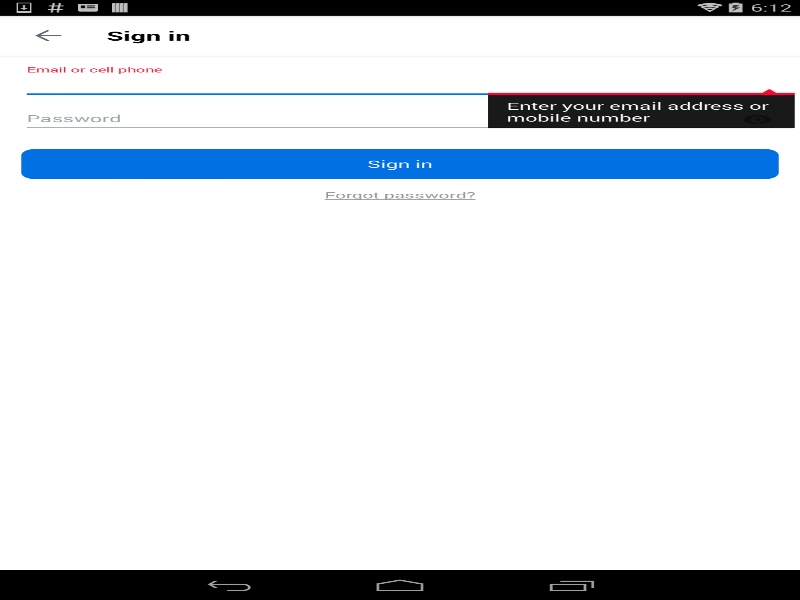 6:12
Sign in
Email or cell phone
Enter your email address or
mobile number
Password
Sign in
Forgot password?